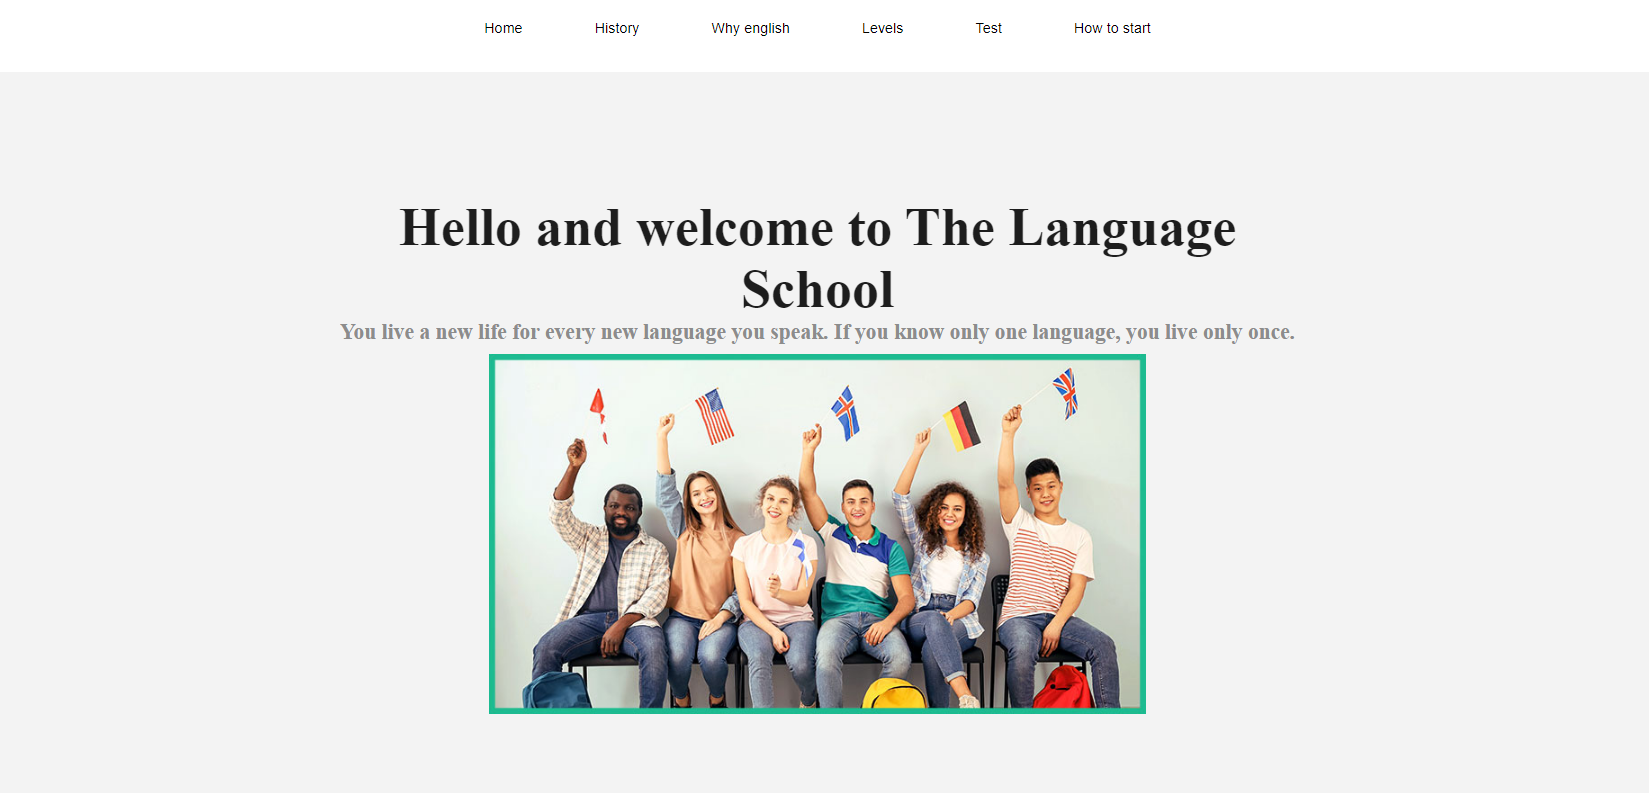 Home History Why english Levels Test How to start
Hello and welcome to The Language
School
You live a new life for every new language you speak. If you know only one language, you live only once.